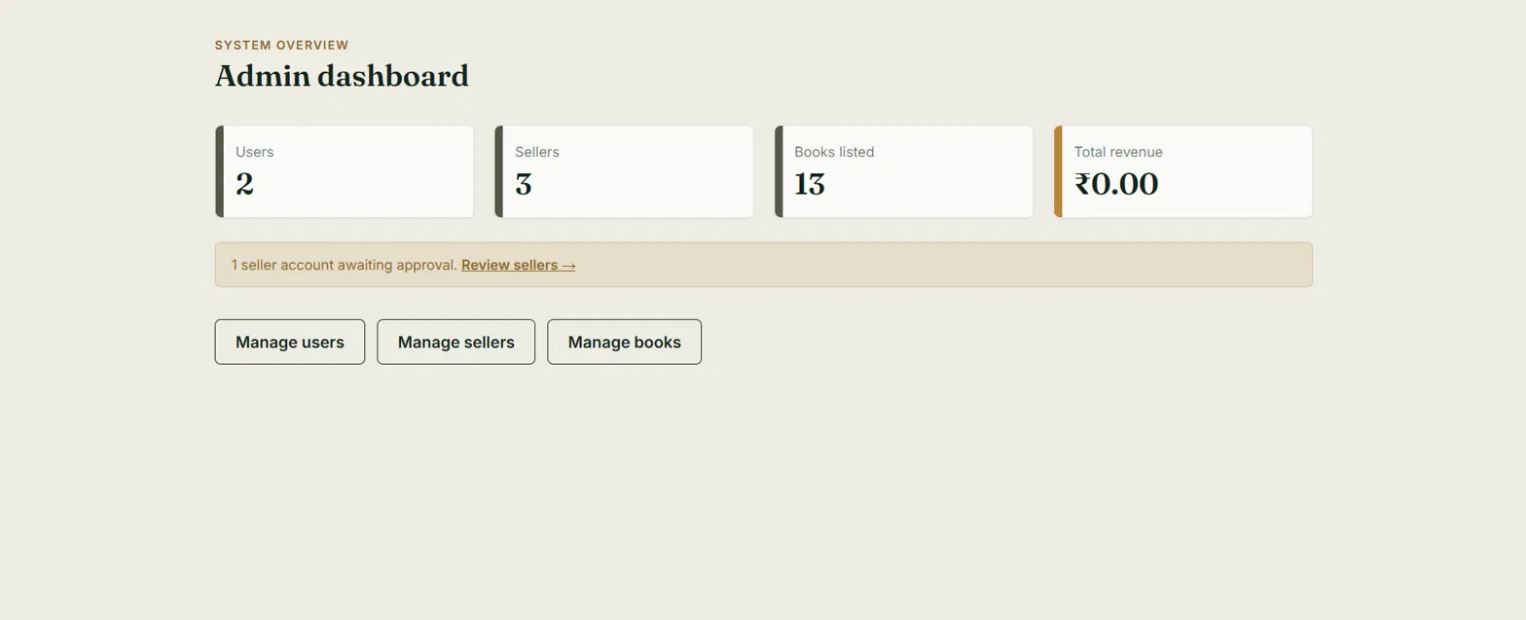 SYSTEM OVERVIEW
Admin dashboard
Users
2
Sellers
3
Books listed
13
Total revenue
₹0.00
1 seller account awaiting approval. Review sellers →
Manage users
Manage sellers
Manage books